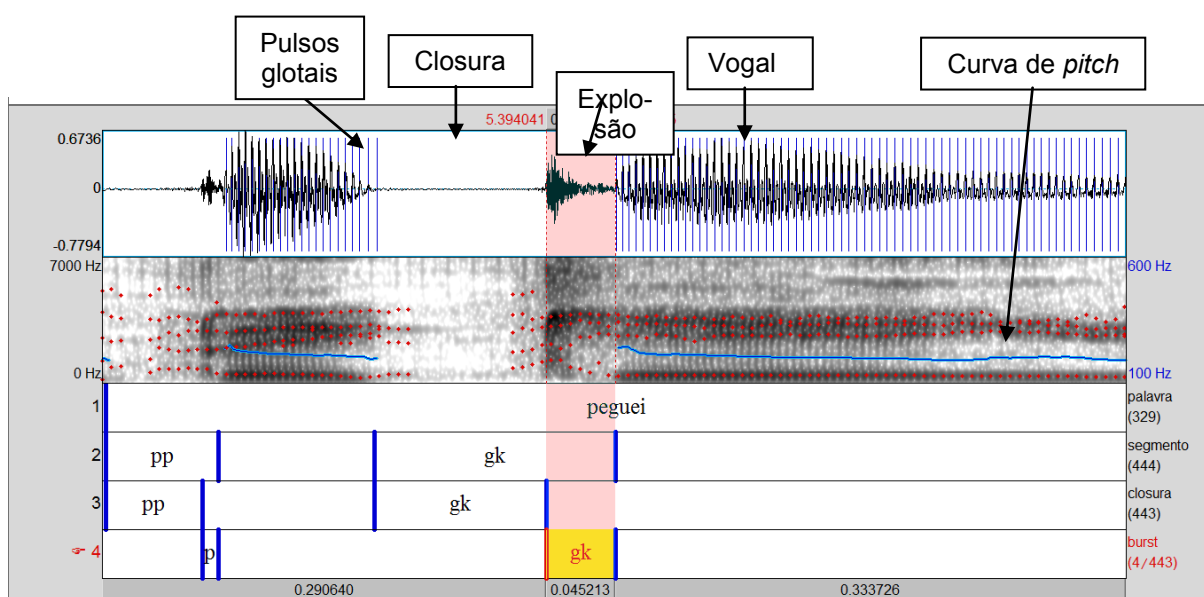 Pulsos
glotais
Closura
Explo-
são
Vogal
Curva de pitch
5.394041
0.6736
0
-0.7794
7000 Hz
0 Hz
600 Hz
100 Hz
1
peguei
palavra
(329)
2
pp
gk
segmento
(444)
3
pp
gk
closura
(443)
4
p
gk
burst
(4/443)
0.290640
0.045213
0.333726